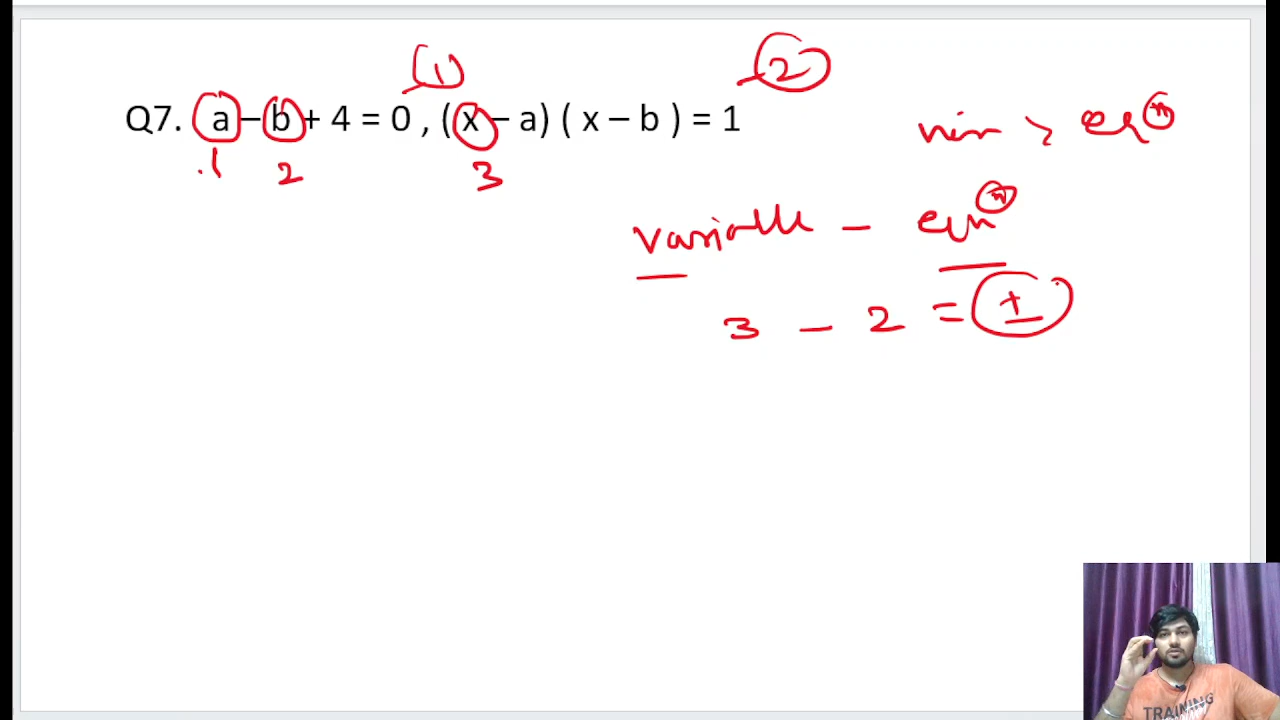 (1) 2
Q7. a – b + 4 = 0 , ( x – a) ( x – b ) = 1
1 2 3
variable – eqn
3 – 2 = 1
TRAINING